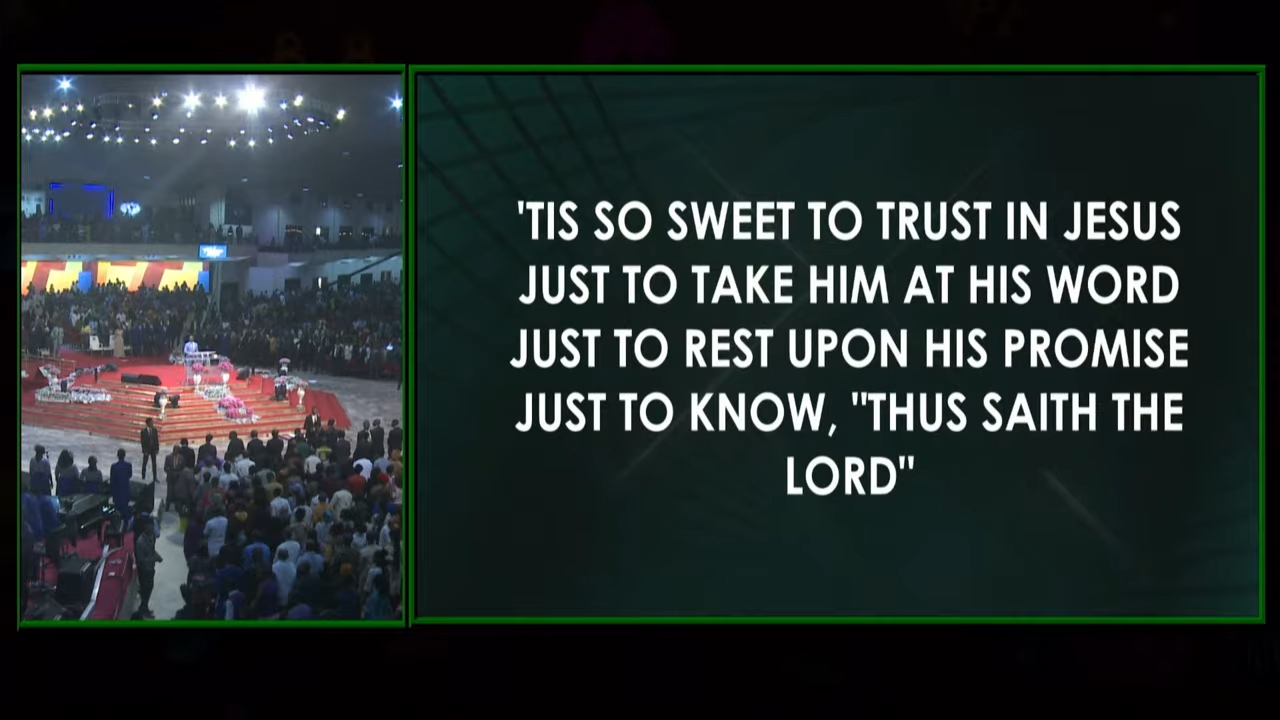 'TIS SO SWEET TO TRUST IN JESUS
JUST TO TAKE HIM AT HIS WORD
JUST TO REST UPON HIS PROMISE
JUST TO KNOW, "THUS SAITH THE
LORD"